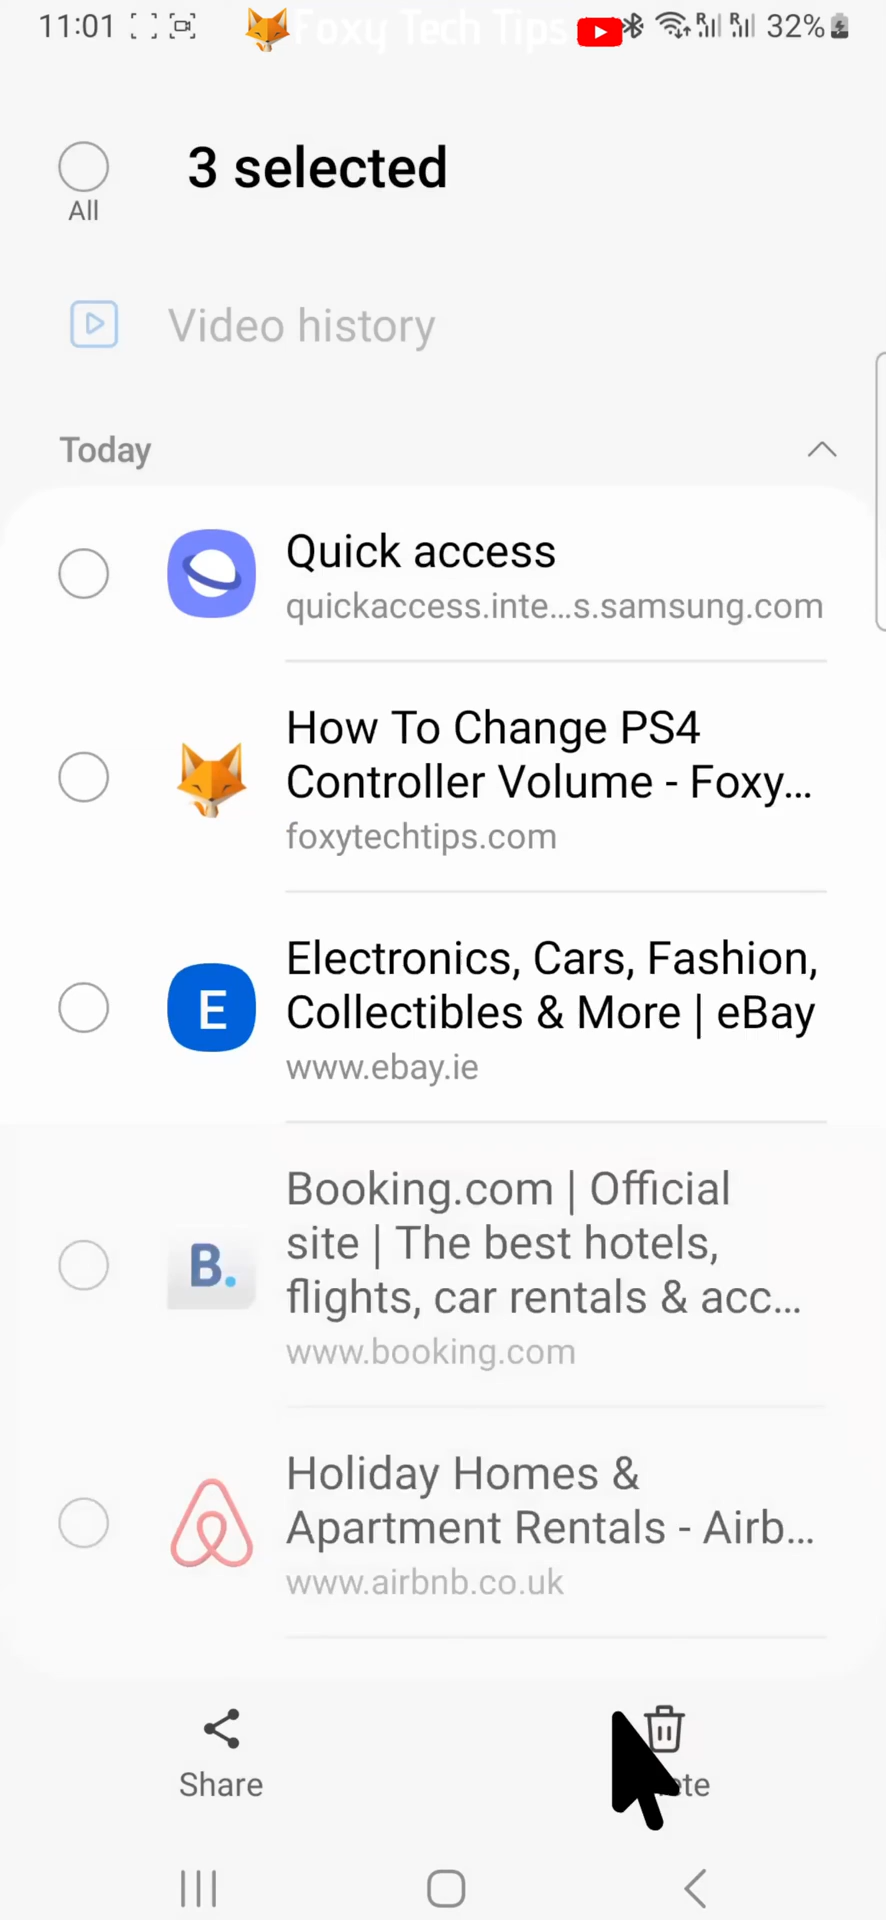 11:01 Foxy Tech Tips 32%
3 selected
All
Video history
Today
Quick access
quickaccess.inte...s.samsung.com
How To Change PS4
Controller Volume - Foxy...
foxytechtips.com
E
Electronics, Cars, Fashion,
Collectibles & More | eBay
www.ebay.ie
B.
Booking.com | Official
site | The best hotels,
flights, car rentals & acc...
www.booking.com
Holiday Homes &
Apartment Rentals - Airb...
www.airbnb.co.uk
Share